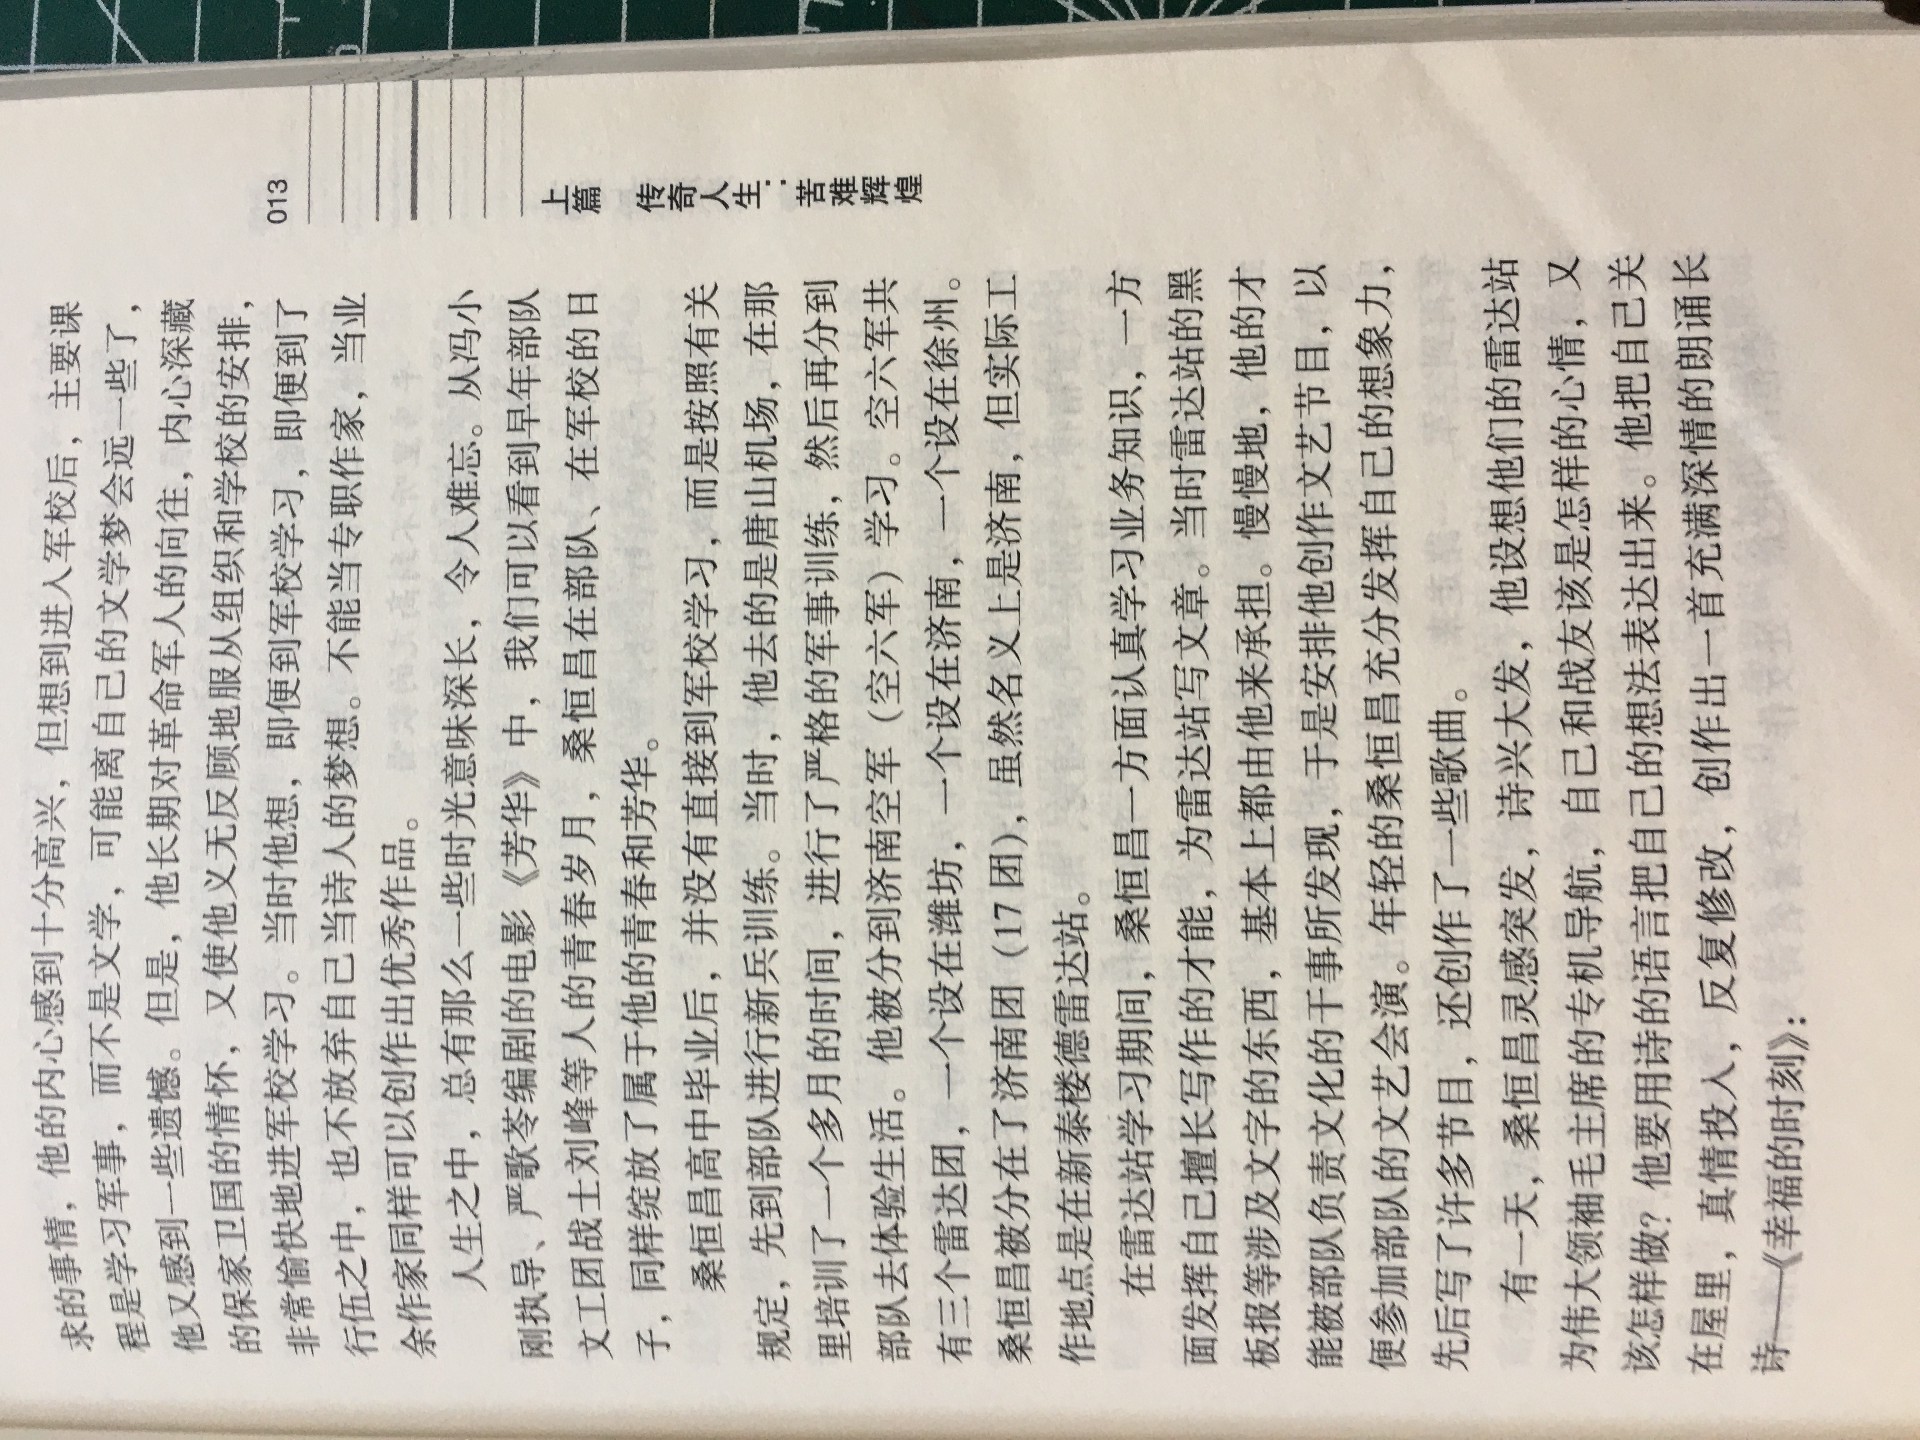 013
上篇 传奇人生：苦难辉煌
求的事情，他的内心感到十分高兴，但想到进入军校后，主要课
程是学习军事，而不是文学，可能离自己的文学梦会远一些了，
他又感到一些遗憾。但是，他长期对革命军人的向往，内心深藏
的保家卫国的情怀，又使他义无反顾地服从组织和学校的安排，
非常愉快地进军校学习。当时他想，即便到军校学习，即便到了
行伍之中，也不放弃自己当诗人的梦想。不能当专职作家，当业
余作家同样可以创作出优秀作品。
人生之中，总有那么一些时光意味深长，令人难忘。从冯小
刚执导、严歌苓编剧的电影《芳华》中，我们可以看到早年部队
文工团战士刘峰等人的青春岁月，桑恒昌在部队、在军校的日
子，同样绽放了属于他的青春和芳华。
桑恒昌高中毕业后，并没有直接到军校学习，而是按照有关
规定，先到部队进行新兵训练。当时，他去的是唐山机场，在那
里培训了一个多月的时间，进行了严格的军事训练，然后再分到
部队去体验生活。他被分到济南空军（空六军）学习。空六军共
有三个雷达团，一个设在潍坊，一个设在济南，一个设在徐州。
桑恒昌被分在了济南团（17团），虽然名义上是济南，但实际工
作地点是在新泰楼德雷达站。
在雷达站学习期间，桑恒昌一方面认真学习业务知识，一方
面发挥自己擅长写作的才能，为雷达站写文章。当时雷达站的黑
板报等涉及文字的东西，基本上都由他来承担。慢慢地，他的才
能被部队负责文化的干事所发现，于是安排他创作文艺节目，以
便参加部队的文艺会演。年轻的桑恒昌充分发挥自己的想象力，
先后写了许多节目，还创作了一些歌曲。
有一天，桑恒昌灵感突发，诗兴大发，他设想他们的雷达站
为伟大领袖毛主席的专机导航，自己和战友该是怎样的心情，又
该怎样做？他要用诗的语言把自己的想法表达出来。他把自己关
在屋里，真情投入，反复修改，创作出一首充满深情的朗诵长
诗——《幸福的时刻》：